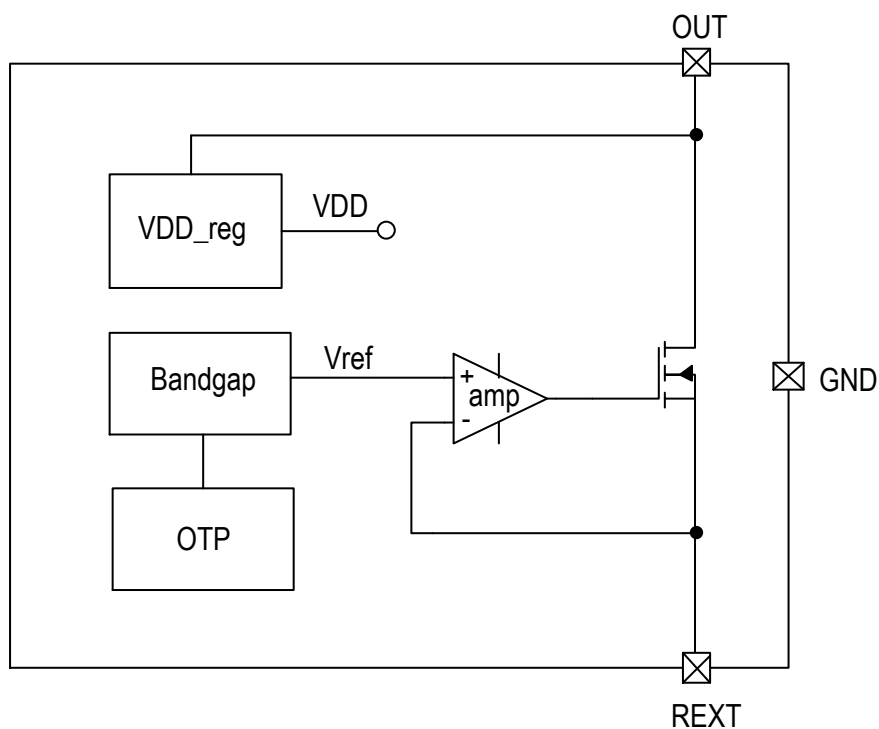 OUT
VDD_reg
VDD
Bandgap
Vref
+
amp
-
GND
OTP
REXT